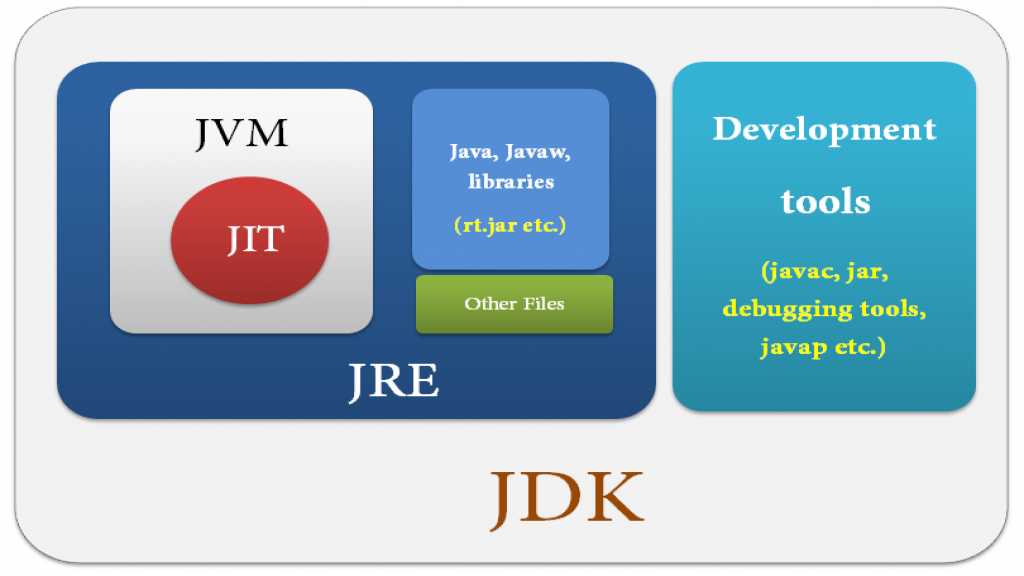 JVM
JIT
Java, Javaw,
libraries
(rt.jar etc.)
Other Files
JRE
Development
tools
(javac, jar,
debugging tools,
javap etc.)
JDK